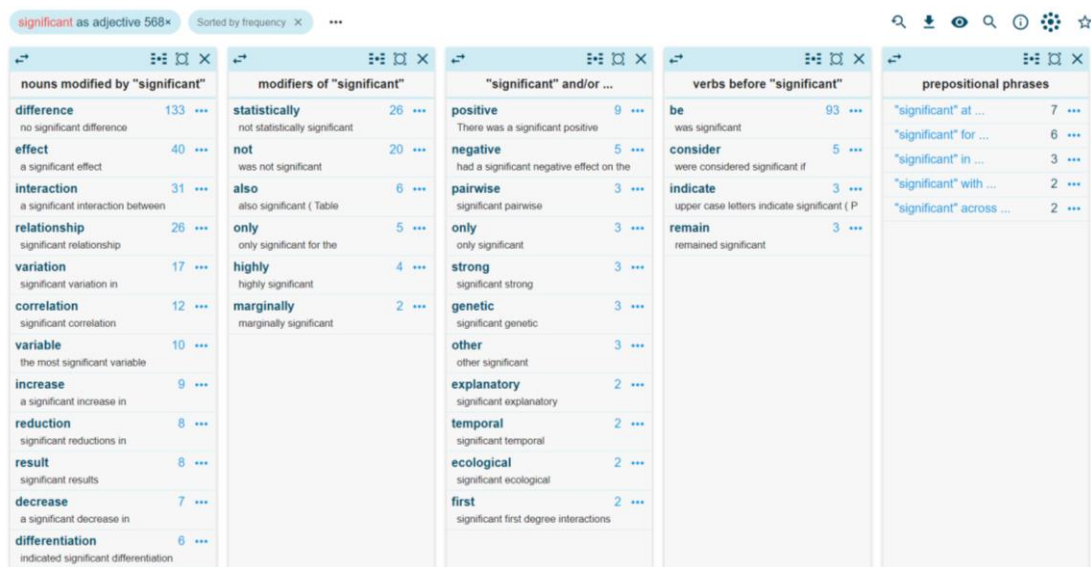 significant as adjective 568×
Sorted by frequency
nouns modified by "significant"
difference 133
no significant difference
effect 40
a significant effect
interaction 31
a significant interaction between
relationship 26
significant relationship
variation 17
significant variation in
correlation 12
significant correlation
variable 10
the most significant variable
increase 9
a significant increase in
reduction 8
significant reductions in
result 8
significant results
decrease 7
a significant decrease in
differentiation 6
indicated significant differentiation
modifiers of "significant"
statistically 26
not statistically significant
not 20
was not significant
also 6
also significant ( Table
only 5
only significant for the
highly 4
highly significant
marginally 2
marginally significant
"significant" and/or ...
positive 9
There was a significant positive
negative 5
had a significant negative effect on the
pairwise 3
significant pairwise
only 3
only significant
strong 3
significant strong
genetic 3
significant genetic
other 3
other significant
explanatory 2
significant explanatory
temporal 2
significant temporal
ecological 2
significant ecological
first 2
significant first degree interactions
verbs before "significant"
be 93
was significant
consider 5
were considered significant if
indicate 3
upper case letters indicate significant ( P
remain 3
remained significant
prepositional phrases
"significant" at ... 7
"significant" for ... 6
"significant" in ... 3
"significant" with ... 2
"significant" across ... 2